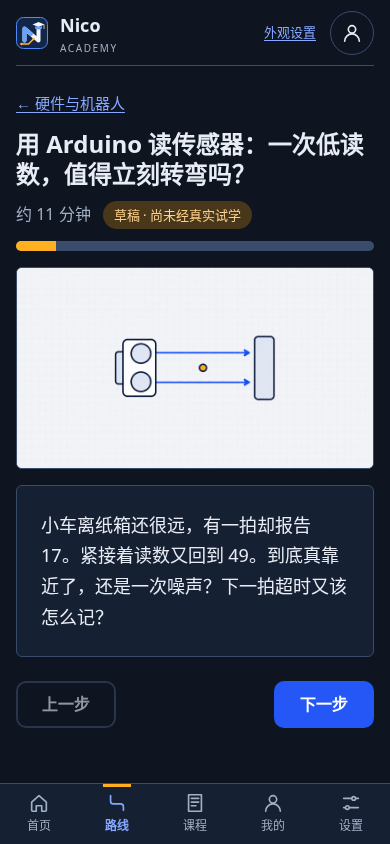 Nico
ACADEMY
外观设置
← 硬件与机器人
用 Arduino 读传感器：一次低读
数，值得立刻转弯吗？
约 11 分钟
草稿 · 尚未经真实试学
小车离纸箱还很远，有一拍却报告
17。紧接着读数又回到 49。到底真靠
近了，还是一次噪声？下一拍超时又该
怎么记？
上一步
下一步
首页
路线
课程
我的
设置